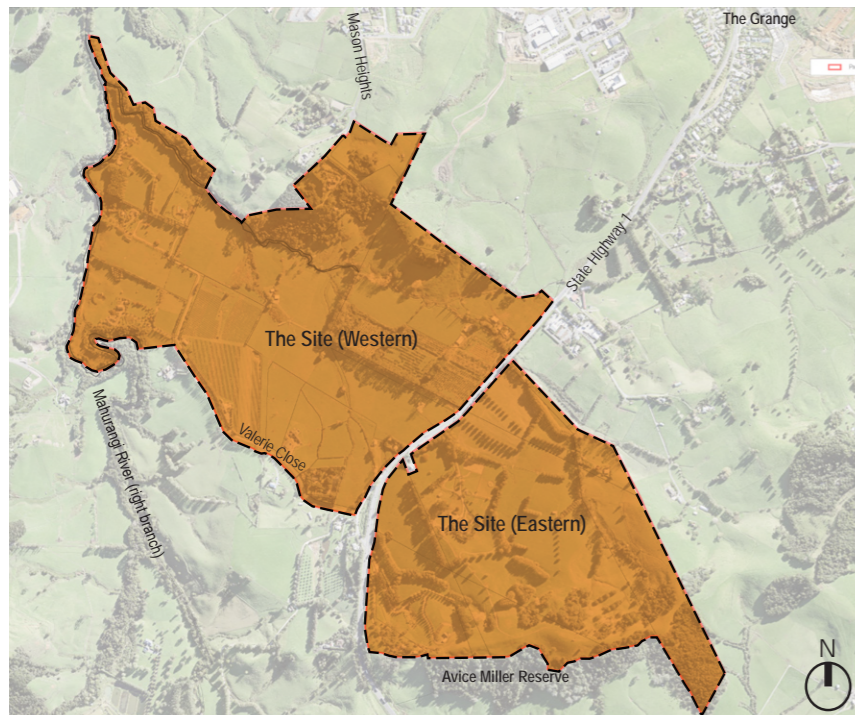 The Grange
Mason Heights
State Highway 1
The Site (Western)
Valerie Close
Mahurangi River (right branch)
The Site (Eastern)
Avice Miller Reserve
N